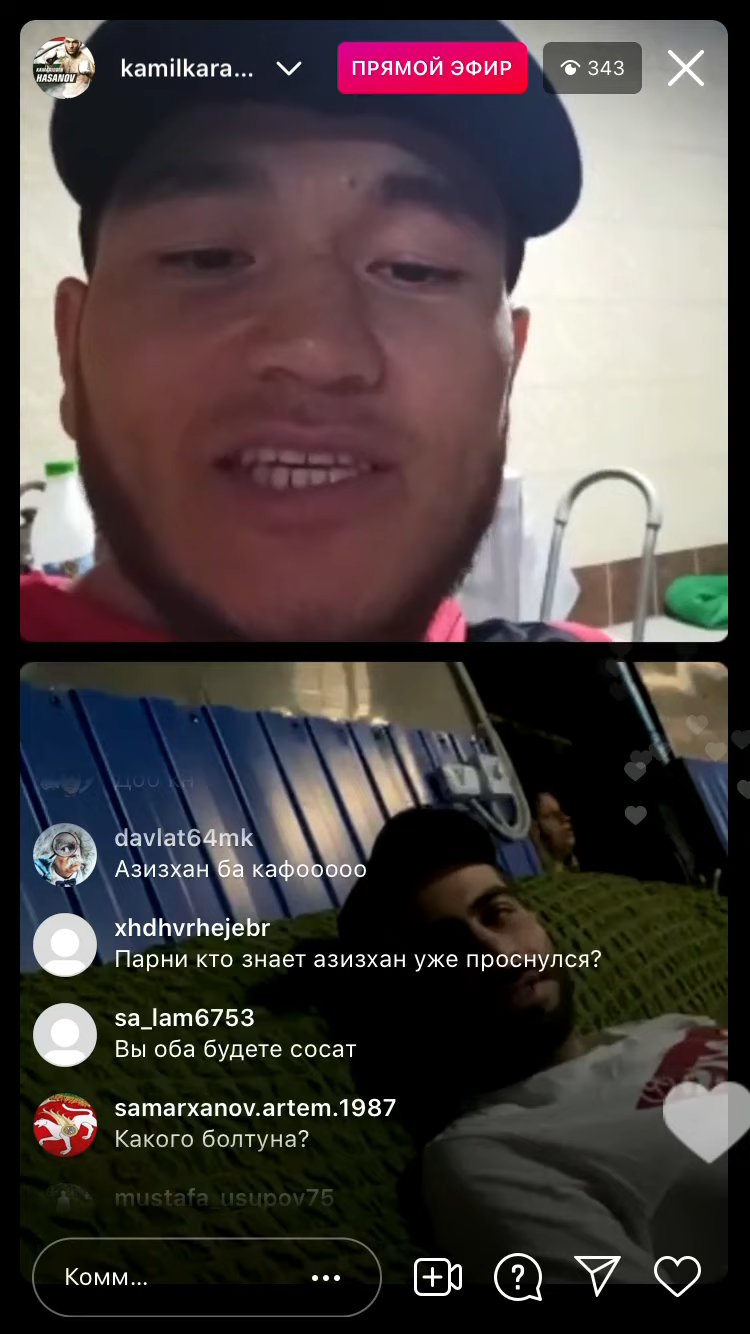 HASANOV
kamilkara...
ПРЯМОЙ ЭФИР
343
davlat64mk
Азизхан ба кафооооо
xhdhvrhejebr
Парни кто знает азизхан уже проснулся?
sa_lam6753
Вы оба будете сосат
samarxanov.artem.1987
Какого болтуна?
mustafa_usupov75
Комм...